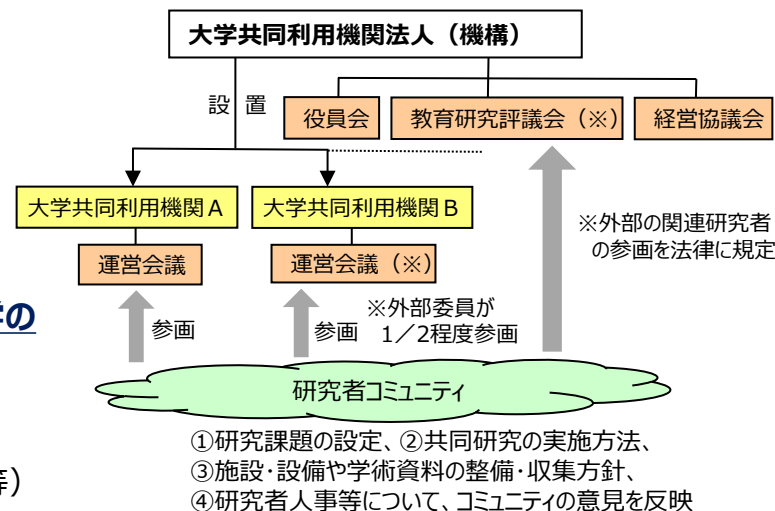 大学共同利用機関法人（機構）
設 置
役員会
教育研究評議会（※）
経営協議会
大学共同利用機関Ａ
大学共同利用機関Ｂ
※外部の関連研究者
の参画を法律に規定
運営会議
運営会議（※）
学の
参画
参画
※外部委員が
１／２程度参画
研究者コミュニティ
①研究課題の設定、②共同研究の実施方法、
③施設・設備や学術資料の整備・収集方針、
等）
④研究者人事等について、コミュニティの意見を反映